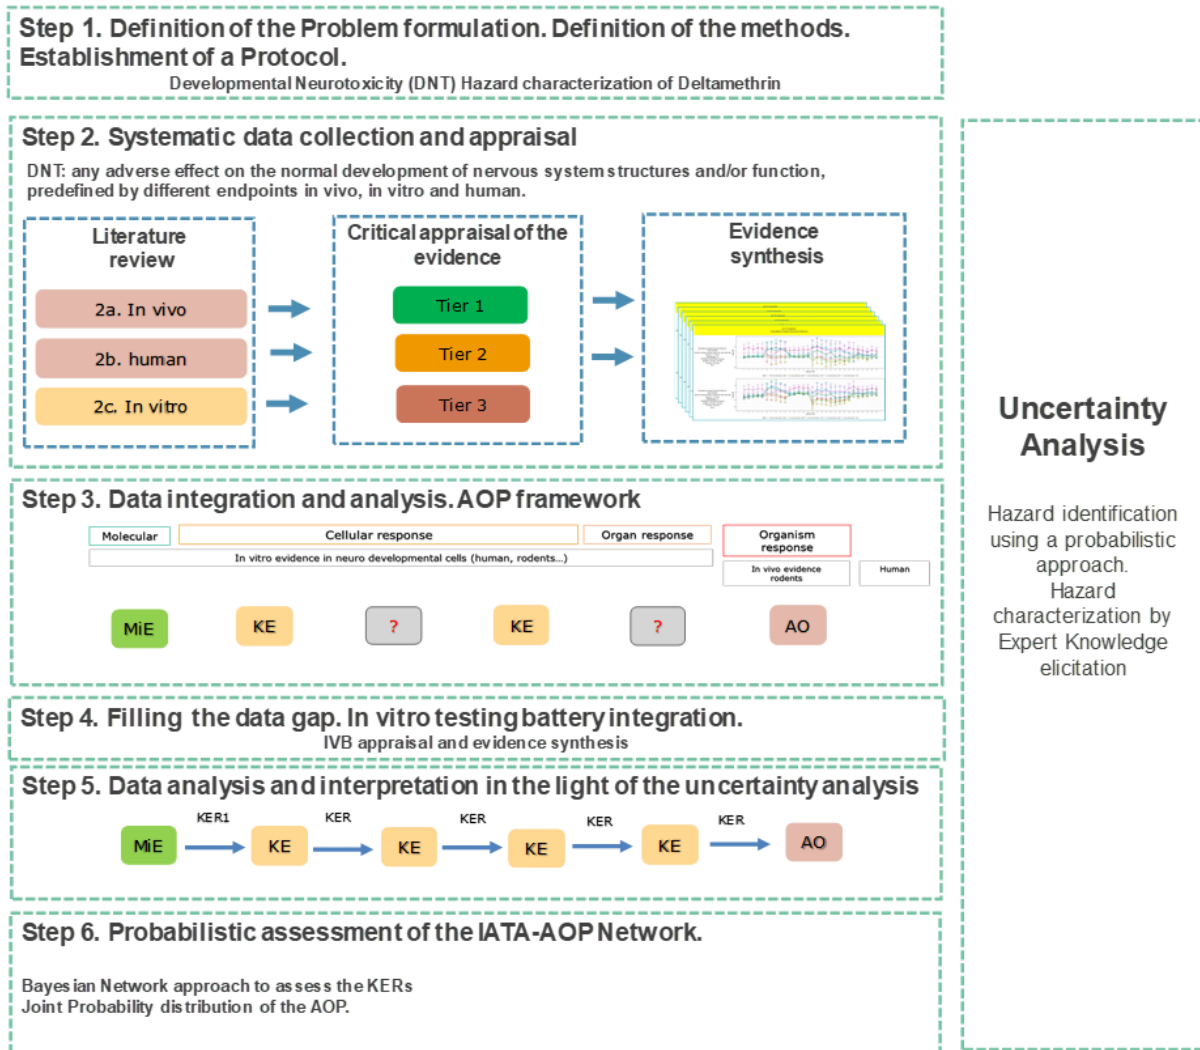 Step 1. Definition of the Problem formulation. Definition of the methods.
Establishment of a Protocol.
Developmental Neurotoxicity (DNT) Hazard characterization of Deltamethrin
Step 2. Systematic data collection and appraisal
DNT: any adverse effect on the normal development of nervous system structures and/or function,
predefined by different endpoints in vivo, in vitro and human.
Literature
review
2a. In vivo
2b. human
2c. In vitro
Critical appraisal of the
evidence
Tier 1
Tier 2
Tier 3
Evidence
synthesis
Step 3. Data integration and analysis. AOP framework
Molecular
Cellular response
Organ response
Organism
response
In vitro evidence in neuro developmental cells (human, rodents...)
In vivo evidence
rodents
Human
MiE
KE
?
KE
?
AO
Step 4. Filling the data gap. In vitro testing battery integration.
IVB appraisal and evidence synthesis
Step 5. Data analysis and interpretation in the light of the uncertainty analysis
KER1
KER
KER
KER
KER
MiE
KE
KE
KE
KE
AO
Step 6. Probabilistic assessment of the IATA-AOP Network.
Bayesian Network approach to assess the KERs
Joint Probability distribution of the AOP.
Uncertainty
Analysis
Hazard identification
using a probabilistic
approach.
Hazard
characterization by
Expert Knowledge
elicitation